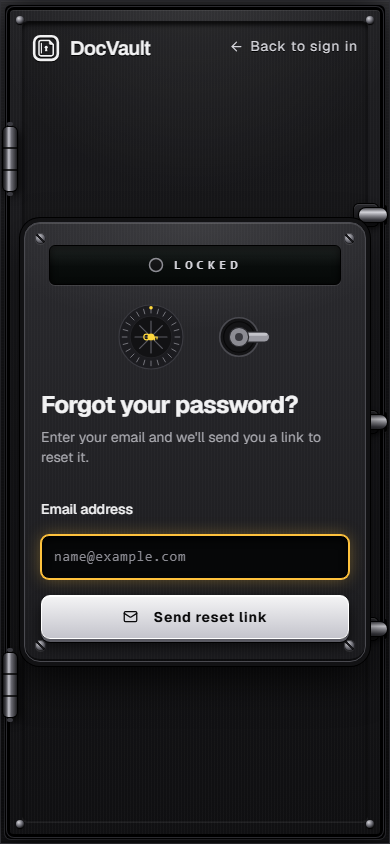 DocVault
← Back to sign in
LOCKED
Forgot your password?
Enter your email and we'll send you a link to
reset it.
Email address
name@example.com
Send reset link